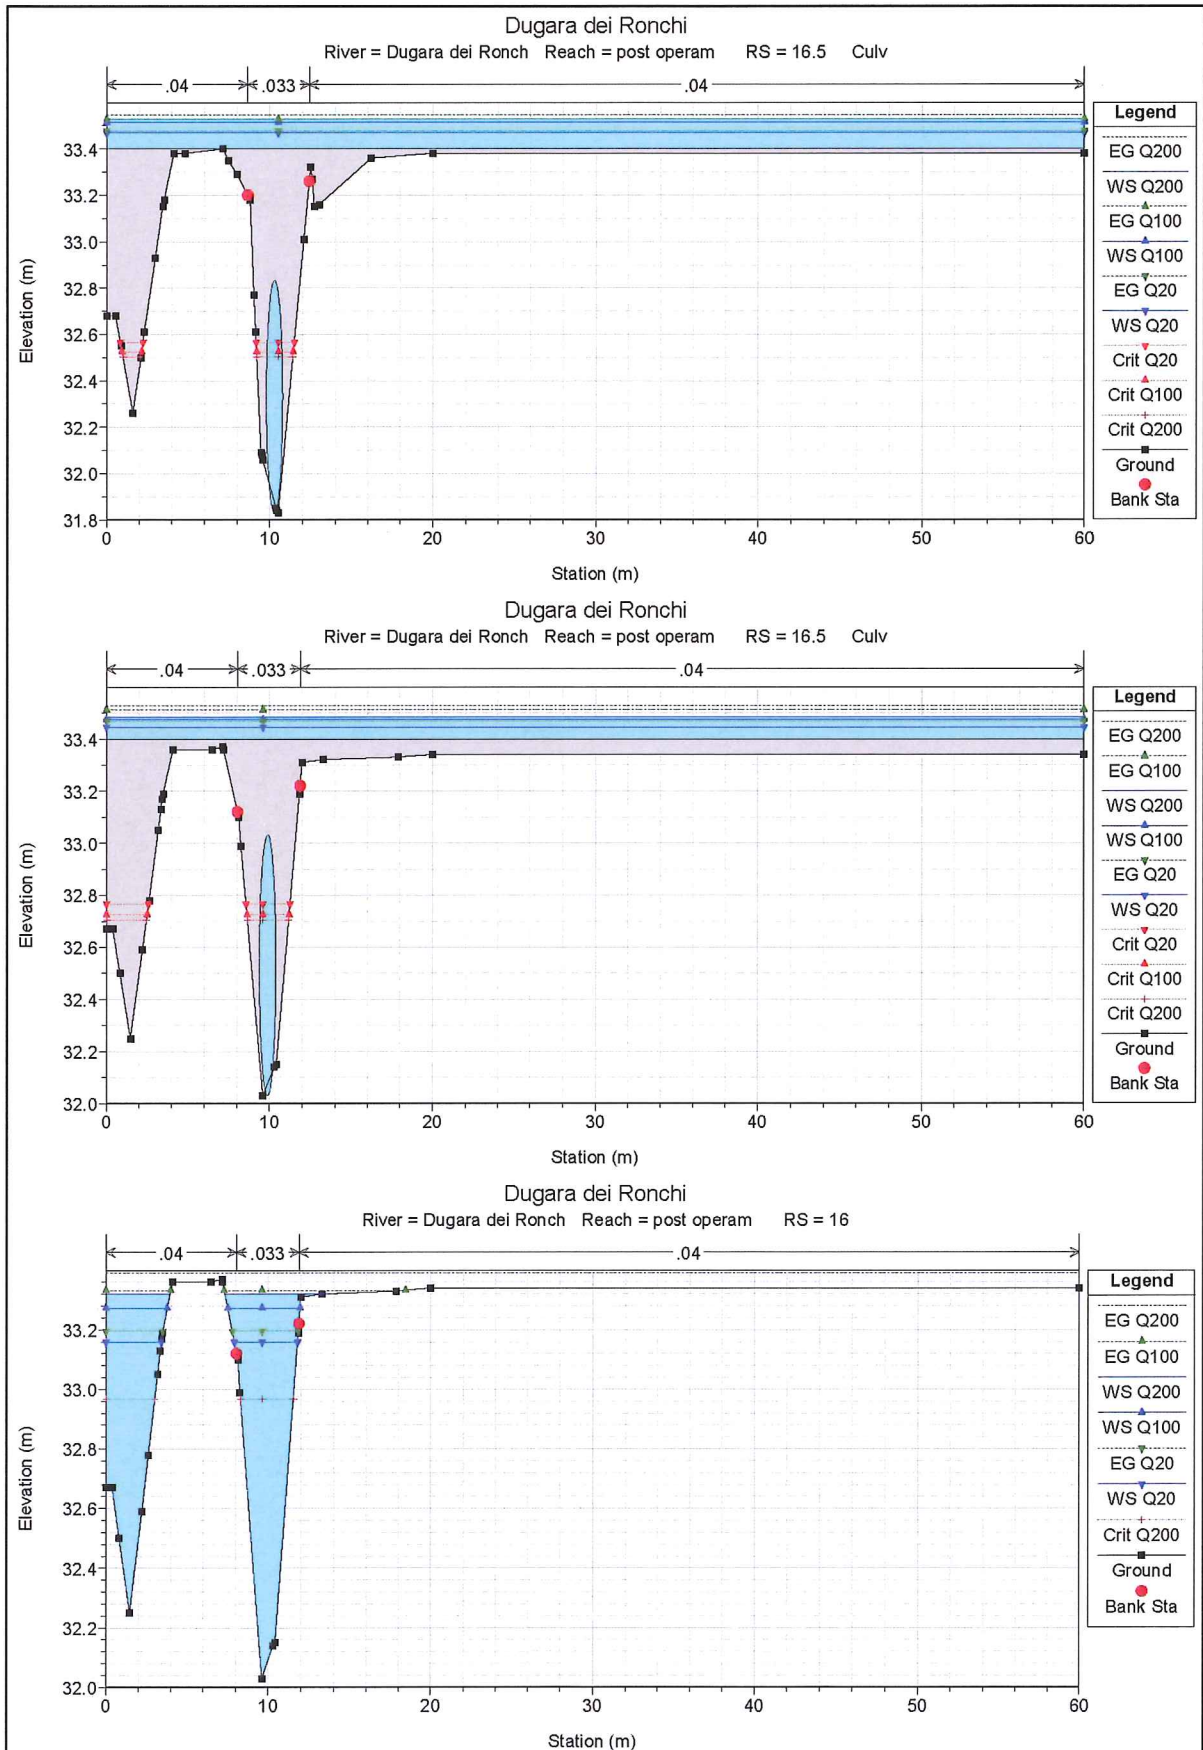 Dugara dei Ronchi
River = Dugara dei Ronch Reach = post operam RS = 16.5 Culv
.04 .033 .04
Legend
EG Q200
WS Q200
EG Q100
WS Q100
EG Q20
WS Q20
Crit Q20
Crit Q100
Crit Q200
Ground
Bank Sta
Elevation (m)
33.4
33.2
33.0
32.8
32.6
32.4
32.2
32.0
31.8
0 10 20 30 40 50 60
Station (m)
Dugara dei Ronchi
River = Dugara dei Ronch Reach = post operam RS = 16.5 Culv
.04 .033 .04
Legend
EG Q200
EG Q100
WS Q200
WS Q100
EG Q20
WS Q20
Crit Q20
Crit Q100
Crit Q200
Ground
Bank Sta
Elevation (m)
33.4
33.2
33.0
32.8
32.6
32.4
32.2
32.0
0 10 20 30 40 50 60
Station (m)
Dugara dei Ronchi
River = Dugara dei Ronch Reach = post operam RS = 16
.04 .033 .04
Legend
EG Q200
EG Q100
WS Q200
WS Q100
EG Q20
WS Q20
Crit Q200
Ground
Bank Sta
Elevation (m)
33.2
33.0
32.8
32.6
32.4
32.2
32.0
0 10 20 30 40 50 60
Station (m)